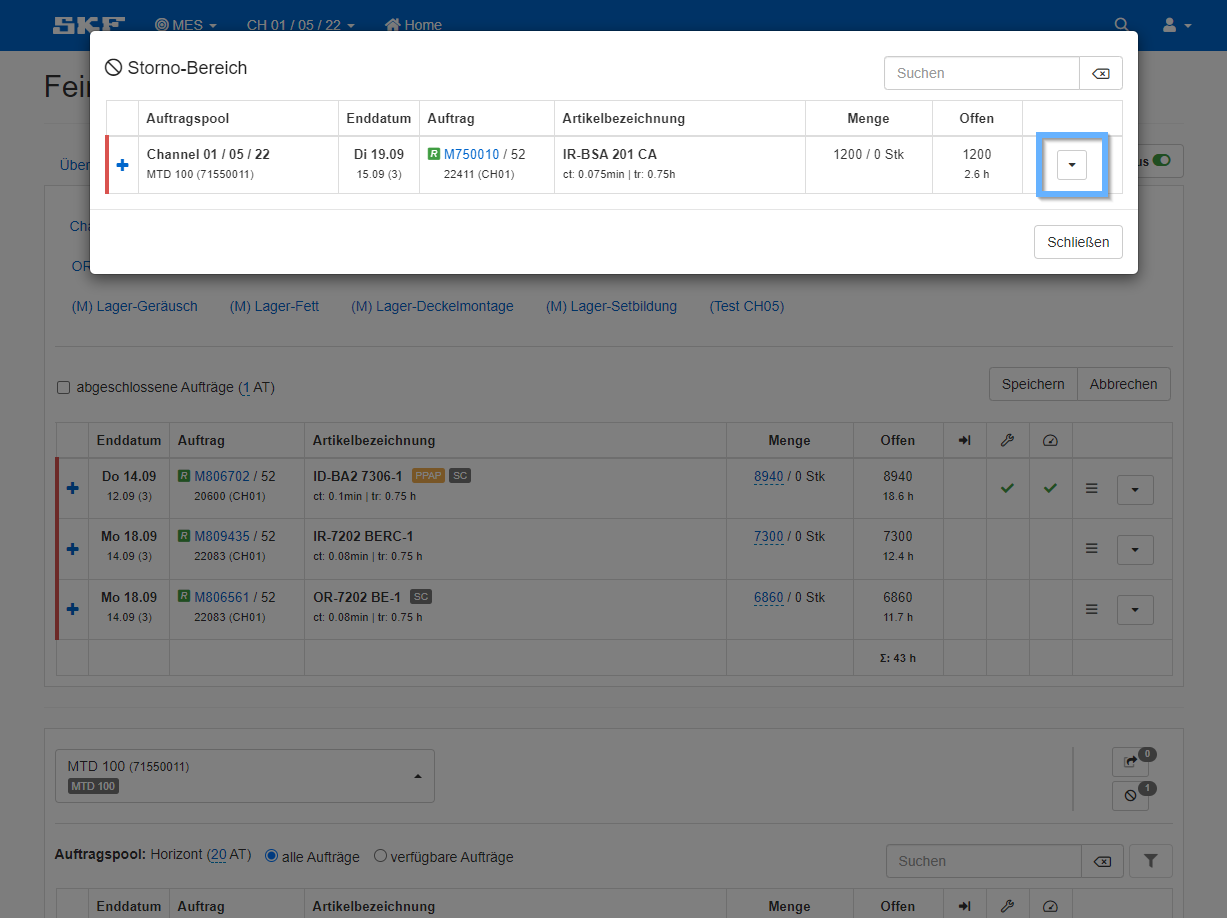 SKF MES CH 01 / 05 / 22 Home
Fei
Storno-Bereich
Suchen
Auftragspool Enddatum Auftrag Artikelbezeichnung Menge Offen
Channel 01 / 05 / 22 Di 19.09 R M750010 / 52 IR-BSA 201 CA 1200 / 0 Stk 1200
MTD 100 (71550011) 15.09 (3) 22411 (CH01) ct: 0.075min | tr: 0.75h 2.6 h
Über
us
Cha
Schließen
OR
(M) Lager-Geräusch (M) Lager-Fett (M) Lager-Deckelmontage (M) Lager-Setbildung (Test CH05)
abgeschlossene Aufträge (1 AT)
Speichern Abbrechen
Enddatum Auftrag Artikelbezeichnung Menge Offen
Do 14.09 R M806702 / 52 ID-BA2 7306-1 PPAP SC 8940 / 0 Stk 8940
12.09 (3) 20600 (CH01) ct: 0.1min | tr: 0.75 h 18.6 h
Mo 18.09 R M809435 / 52 IR-7202 BERC-1 7300 / 0 Stk 7300
14.09 (3) 22083 (CH01) ct: 0.08min | tr: 0.75 h 12.4 h
Mo 18.09 R M806561 / 52 OR-7202 BE-1 SC 6860 / 0 Stk 6860
14.09 (3) 22083 (CH01) ct: 0.08min | tr: 0.75 h 11.7 h
Σ: 43 h
MTD 100 (71550011)
MTD 100
0
1
Auftragspool: Horizont (20 AT) alle Aufträge verfügbare Aufträge
Suchen
Enddatum Auftrag Artikelbezeichnung Menge Offen